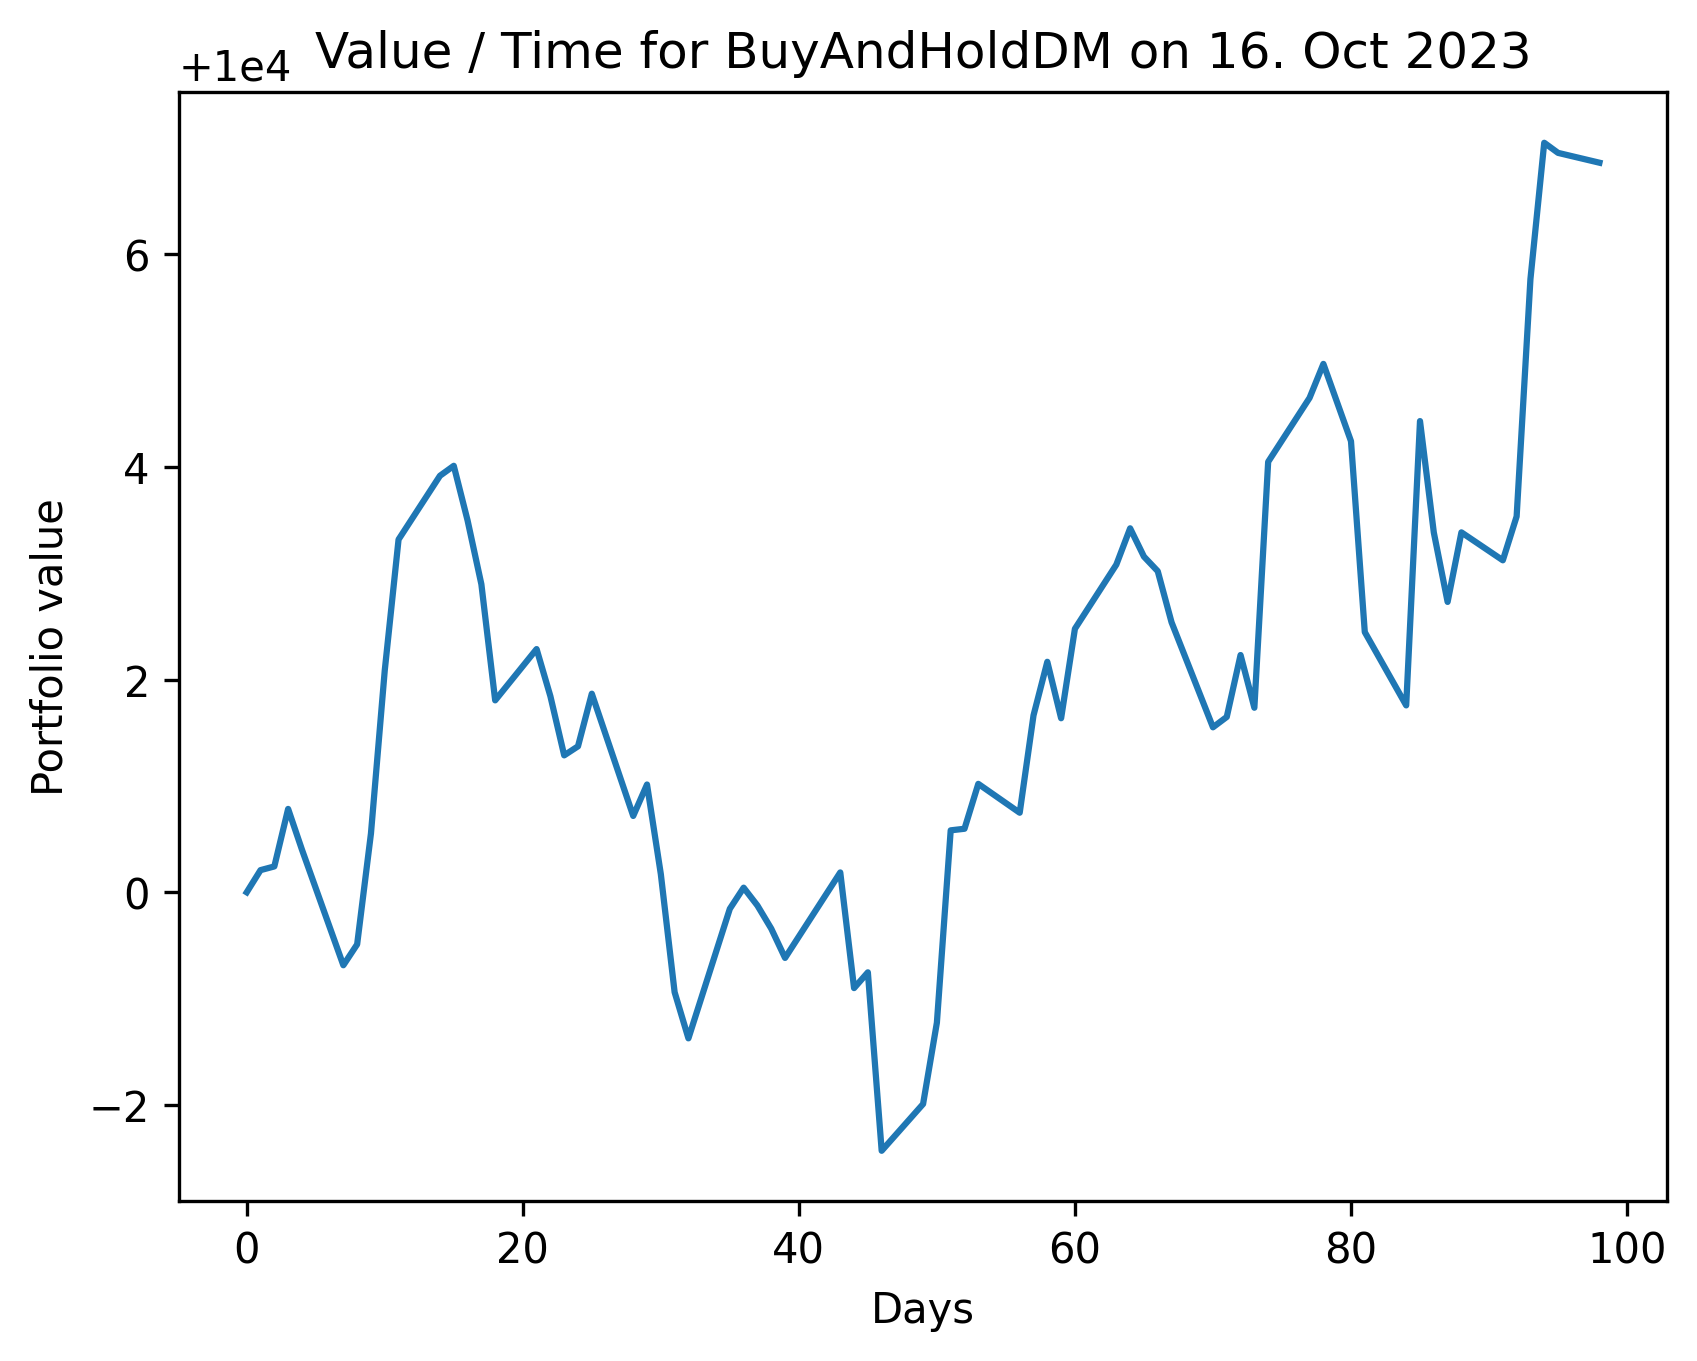 Value / Time for BuyAndHoldDM on 16. Oct 2023
+1e4
6
4
2
0
−2
Portfolio value
0 20 40 60 80 100
Days